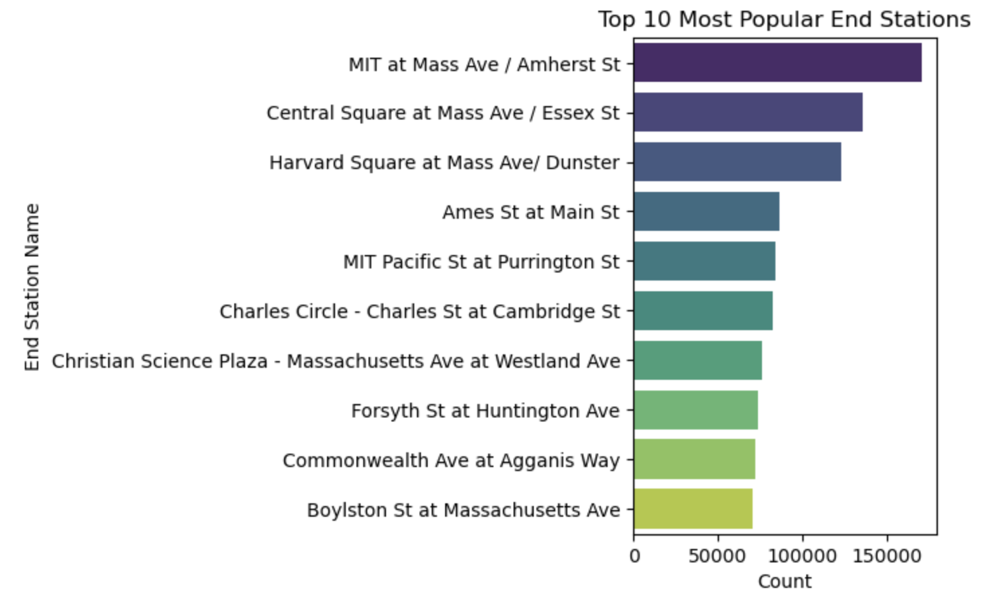 Top 10 Most Popular End Stations
MIT at Mass Ave / Amherst St
Central Square at Mass Ave / Essex St
Harvard Square at Mass Ave/ Dunster
Ames St at Main St
MIT Pacific St at Purrington St
Charles Circle - Charles St at Cambridge St
Christian Science Plaza - Massachusetts Ave at Westland Ave
Forsyth St at Huntington Ave
Commonwealth Ave at Agganis Way
Boylston St at Massachusetts Ave
End Station Name
0 50000 100000 150000
Count